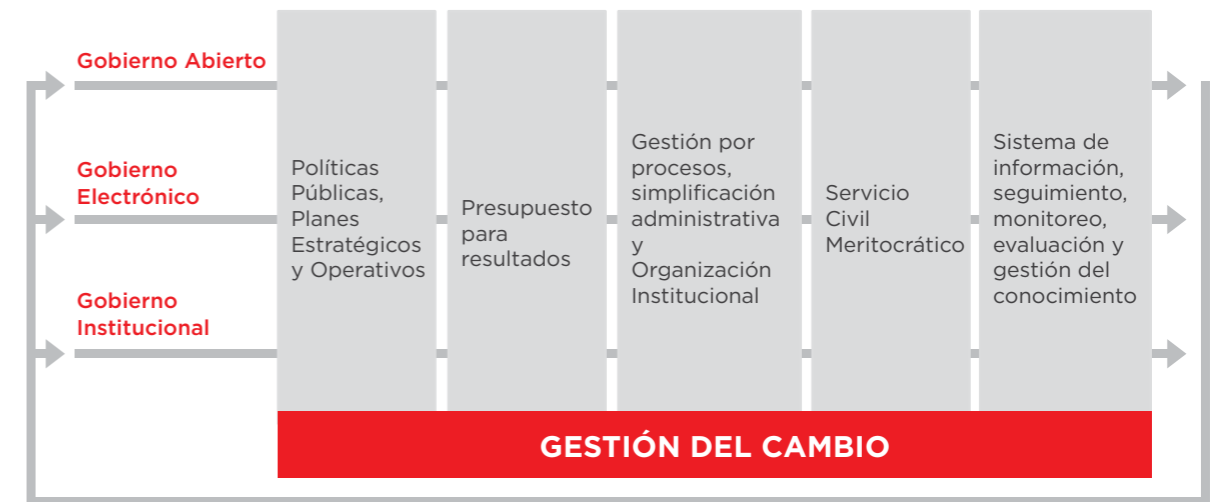 Gobierno Abierto
Gobierno
Electrónico
Gobierno
Institucional
Políticas
Públicas,
Planes
Estratégicos
y Operativos
Presupuesto
para
resultados
Gestión por
procesos,
simplificación
administrativa
y
Organización
Institucional
Servicio
Civil
Meritocrático
Sistema de
información,
seguimiento,
monitoreo,
evaluación y
gestión del
conocimiento
GESTIÓN DEL CAMBIO